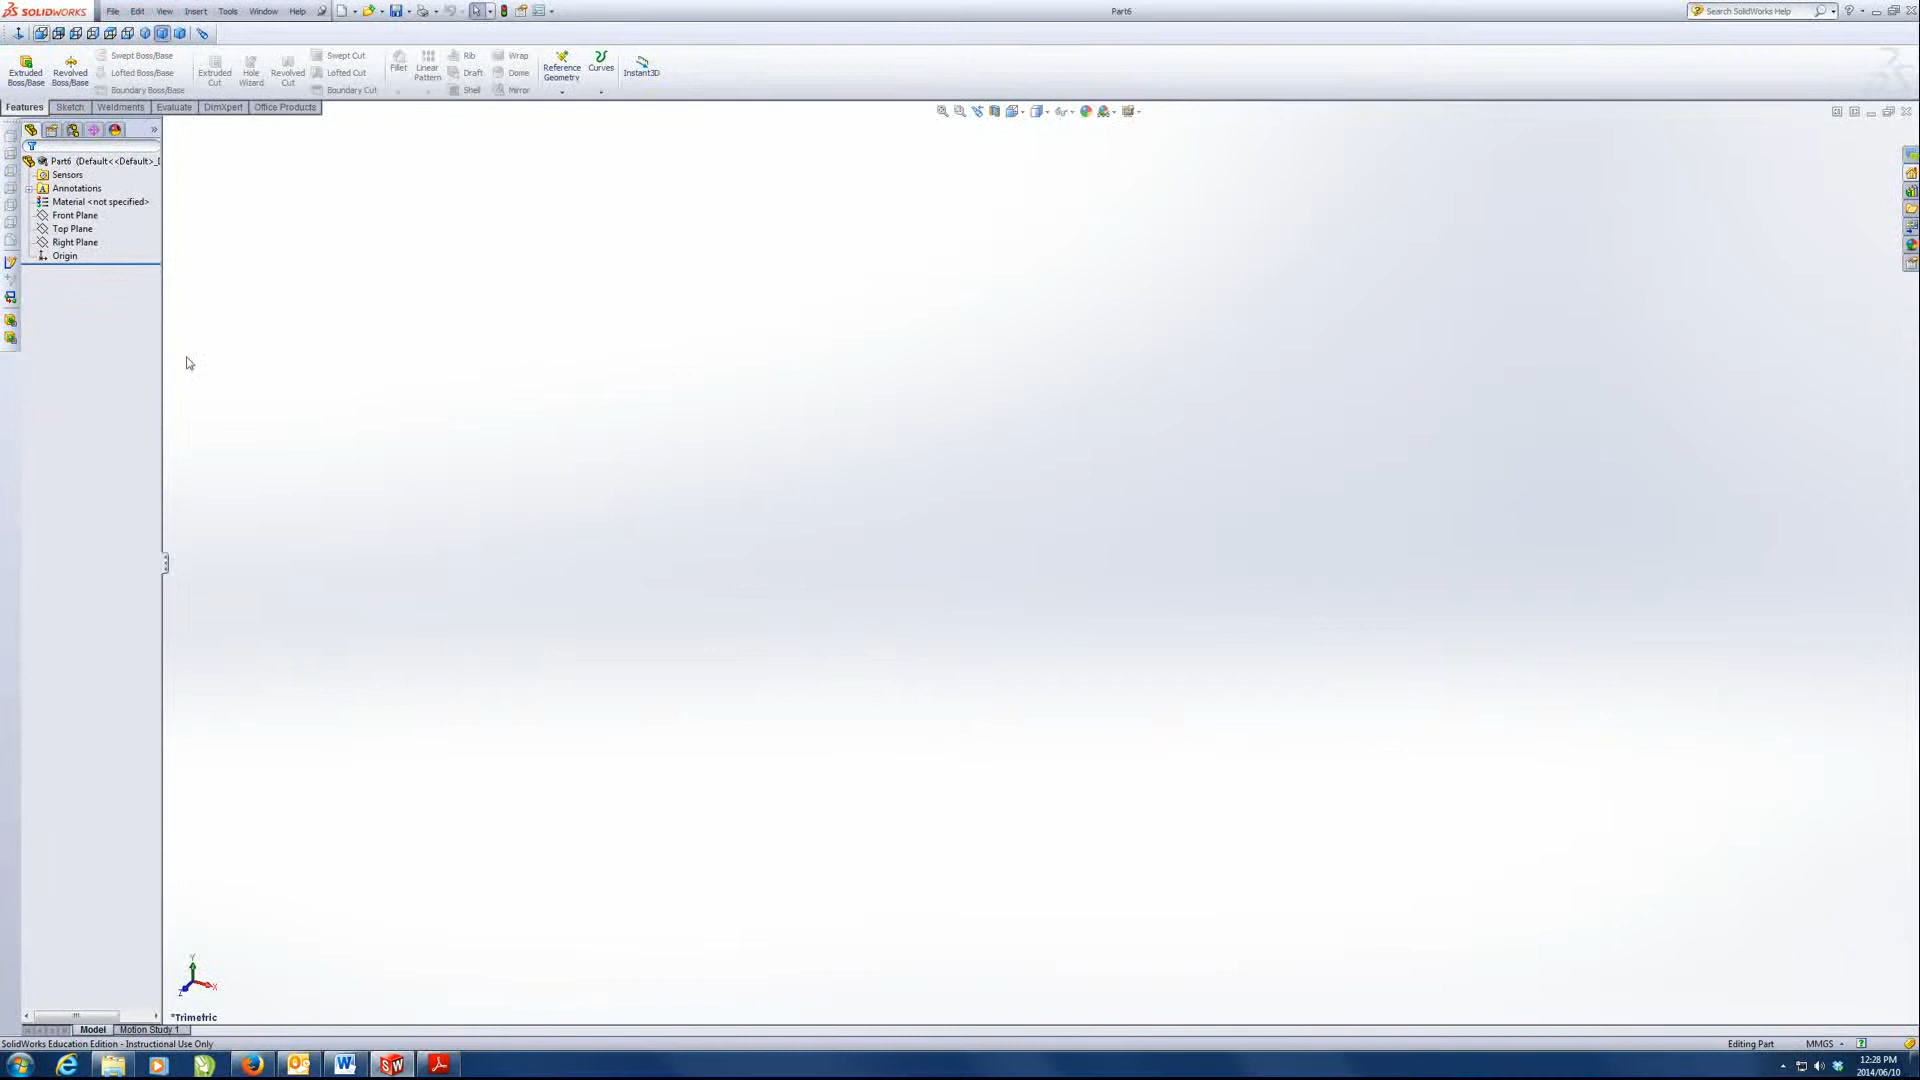 SOLIDWORKS File Edit View Insert Tools Window Help Part6 Search SolidWorks Help
Extruded Boss/Base
Revolved Boss/Base
Swept Boss/Base
Lofted Boss/Base
Boundary Boss/Base
Extruded Cut
Hole Wizard
Revolved Cut
Swept Cut
Lofted Cut
Boundary Cut
Fillet
Linear Pattern
Rib
Draft
Shell
Wrap
Dome
Mirror
Reference Geometry
Curves
Instant3D
Features Sketch Weldments Evaluate DimXpert Office Products
Part6 (Default<<Default>_
Sensors
Annotations
Material <not specified>
Front Plane
Top Plane
Right Plane
Origin
Y
X
Z
*Trimetric
Model Motion Study 1
SolidWorks Education Edition - Instructional Use Only Editing Part MMGS
12:28 PM
2014/06/10